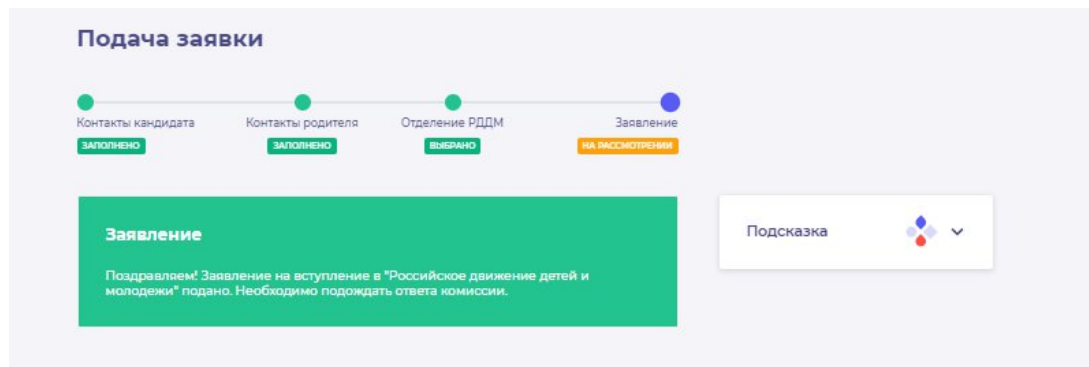 Подача заявки
Контакты кандидата
Контакты родителя
Отделение РДДМ
Заявление
ЗАПОЛНЕНО
ЗАПОЛНЕНО
ВЫБРАНО
НА РАССМОТРЕНИИ
Заявление
Поздравляем! Заявление на вступление в "Российское движение детей и
молодежи" подано. Необходимо подождать ответа комиссии.
Подсказка